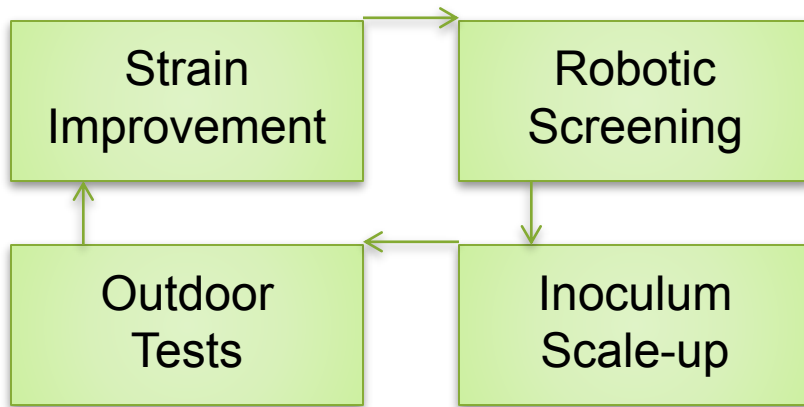 Strain
Improvement
Robotic
Screening
Outdoor
Tests
Inoculum
Scale-up